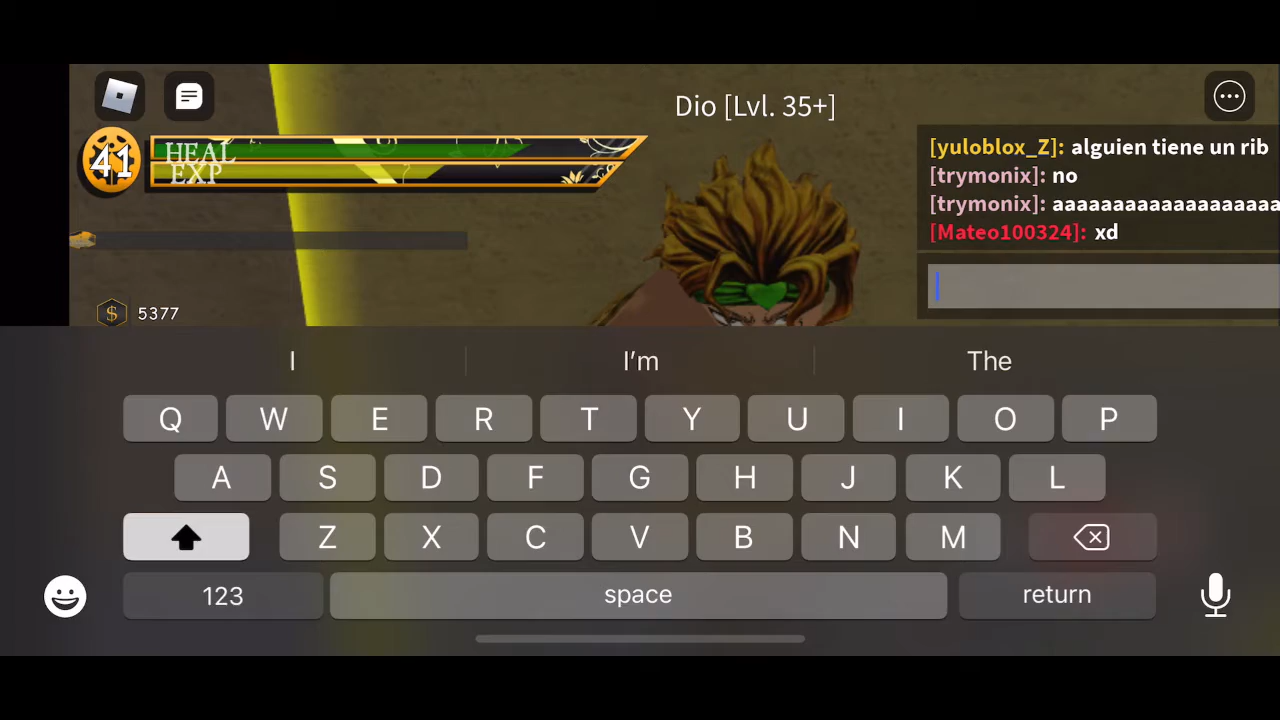 Dio [Lvl. 35+]
41
HEAL
EXP
$ 5377
[yuloblox_Z]: alguien tiene un rib
[trymonix]: no
[trymonix]: aaaaaaaaaaaaaaaaaaa
[Mateo100324]: xd
I I’m The
Q W E R T Y U I O P
A S D F G H J K L
Z X C V B N M
123 space return